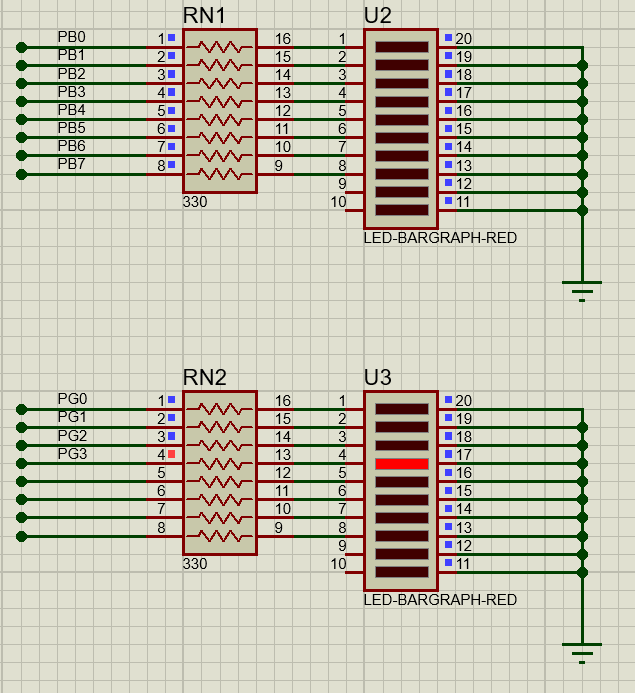 RN1 U2
PB0 1 16 1 20
PB1 2 15 2 19
PB2 3 14 3 18
PB3 4 13 4 17
PB4 5 12 5 16
PB5 6 11 6 15
PB6 7 10 7 14
PB7 8 9 8 13
9 12
10 11
330
LED-BARGRAPH-RED
RN2 U3
PG0 1 16 1 20
PG1 2 15 2 19
PG2 3 14 3 18
PG3 4 13 4 17
5 12 5 16
6 11 6 15
7 10 7 14
8 9 8 13
9 12
10 11
330
LED-BARGRAPH-RED